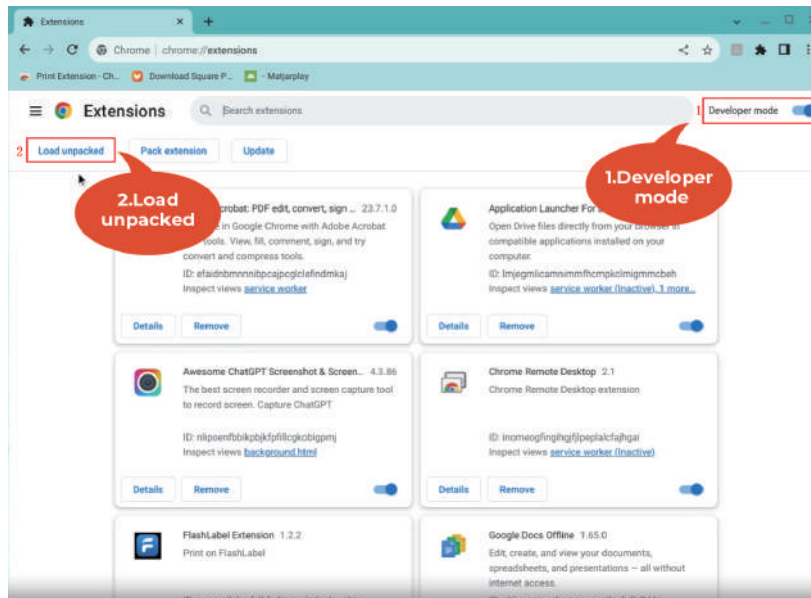 Extensions
Chrome | chrome://extensions
Print Extension - Ch...
Download Square P...
- Matjarplay
Extensions
Search extensions
1
Developer mode
2
Load unpacked
Pack extension
Update
2.Load
unpacked
1.Developer
mode
crobat: PDF edit, convert, sign ... 23.7.1.0
in Google Chrome with Adobe Acrobat
tools. View, fill, comment, sign, and try
convert and compress tools.
ID: efaidnbmnnnibpcajpcglclefindmkaj
Inspect views service worker
Details
Remove
Application Launcher For
Open Drive files directly from your browser in
compatible applications installed on your
computer.
ID: lmjegmlicamnimmfhcmpkclmigmmcbeh
Inspect views service worker (Inactive), 1 more...
Details
Remove
Awesome ChatGPT Screenshot & Screen... 4.3.86
The best screen recorder and screen capture tool
to record screen. Capture ChatGPT
ID: nlipoenfbbikpbjkfpfillcgkoblgpmj
Inspect views background.html
Details
Remove
Chrome Remote Desktop 2.1
Chrome Remote Desktop extension
ID: inomeogfingihgjfjlpeplalcfajhgai
Inspect views service worker (Inactive)
Details
Remove
FlashLabel Extension 1.2.2
Print on FlashLabel
Google Docs Offline 1.65.0
Edit, create, and view your documents,
spreadsheets, and presentations — all without
internet access.